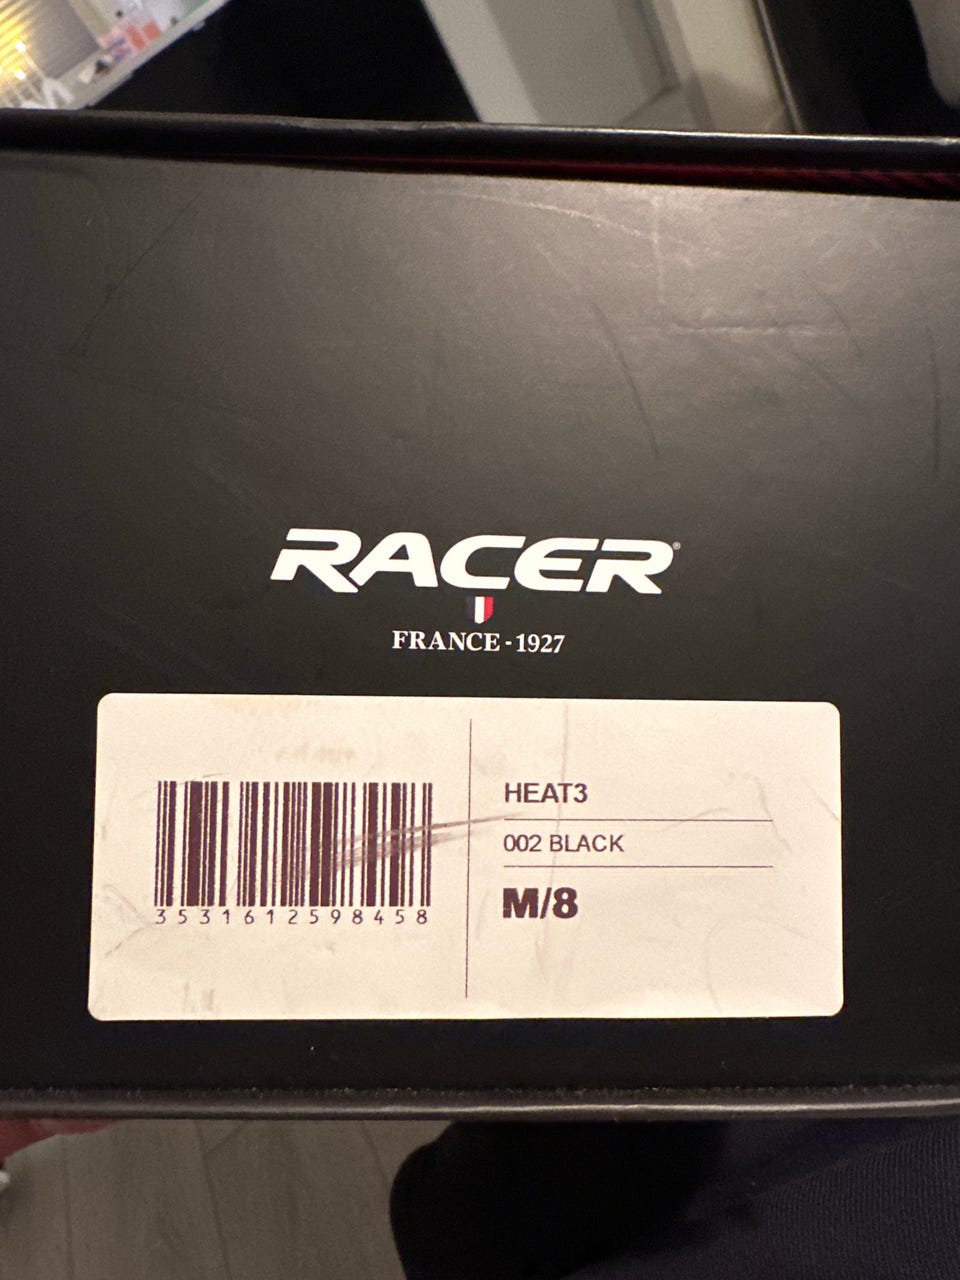 RACER®
FRANCE - 1927
3531612598458
HEAT3
002 BLACK
M/8